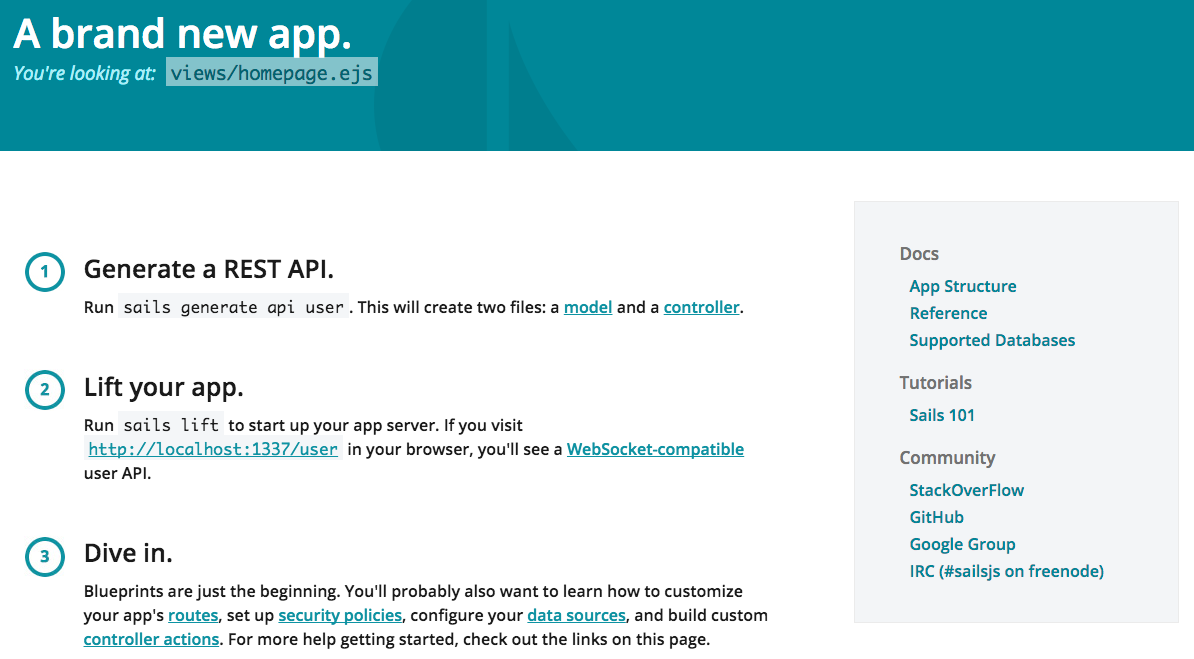 A brand new app.
You're looking at: views/homepage.ejs
1
Generate a REST API.
Run sails generate api user. This will create two files: a model and a controller.
2
Lift your app.
Run sails lift to start up your app server. If you visit
http://localhost:1337/user in your browser, you'll see a WebSocket-compatible
user API.
3
Dive in.
Blueprints are just the beginning. You'll probably also want to learn how to customize
your app's routes, set up security policies, configure your data sources, and build custom
controller actions. For more help getting started, check out the links on this page.
Docs
App Structure
Reference
Supported Databases
Tutorials
Sails 101
Community
StackOverFlow
GitHub
Google Group
IRC (#sailsjs on freenode)